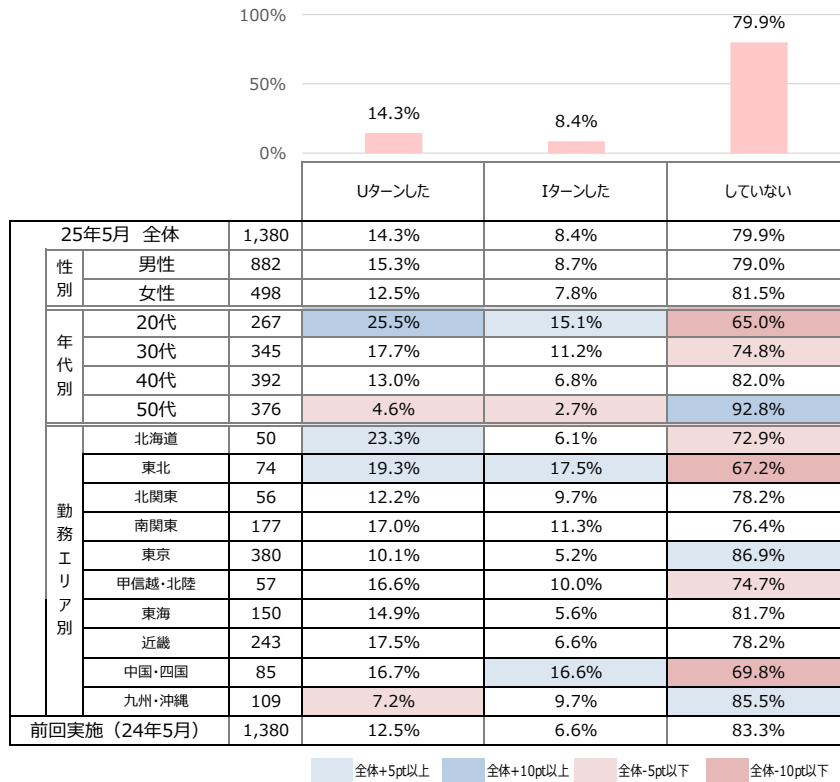 100%
50%
0%
14.3%
8.4%
79.9%
Uターンした Iターンした していない
25年5月 全体 1,380 14.3% 8.4% 79.9%
性別
男性 882 15.3% 8.7% 79.0%
女性 498 12.5% 7.8% 81.5%
年代別
20代 267 25.5% 15.1% 65.0%
30代 345 17.7% 11.2% 74.8%
40代 392 13.0% 6.8% 82.0%
50代 376 4.6% 2.7% 92.8%
勤務エリア別
北海道 50 23.3% 6.1% 72.9%
東北 74 19.3% 17.5% 67.2%
北関東 56 12.2% 9.7% 78.2%
南関東 177 17.0% 11.3% 76.4%
東京 380 10.1% 5.2% 86.9%
甲信越・北陸 57 16.6% 10.0% 74.7%
東海 150 14.9% 5.6% 81.7%
近畿 243 17.5% 6.6% 78.2%
中国・四国 85 16.7% 16.6% 69.8%
九州・沖縄 109 7.2% 9.7% 85.5%
前回実施（24年5月） 1,380 12.5% 6.6% 83.3%
全体+5pt以上 全体+10pt以上 全体-5pt以下 全体-10pt以下